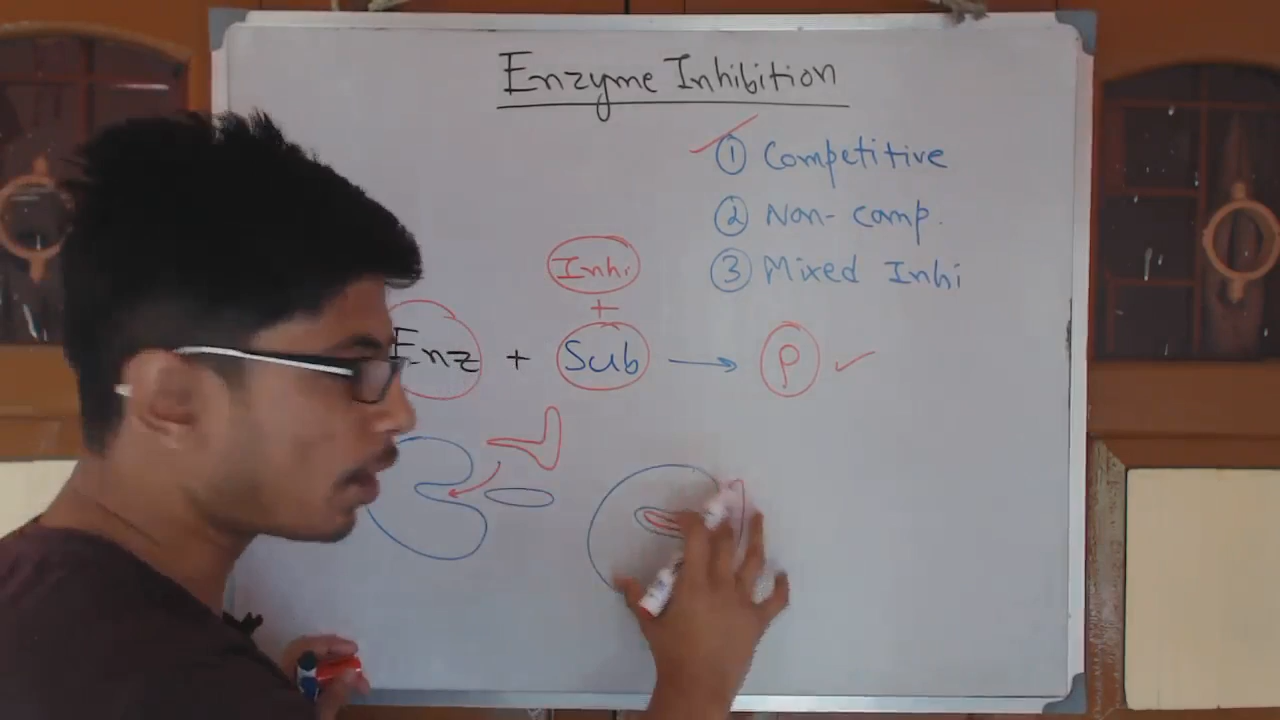 Enzyme Inhibition
① Competitive
② Non-comp.
③ Mixed Inhi
Inhi
+
Enz + Sub → P ✓